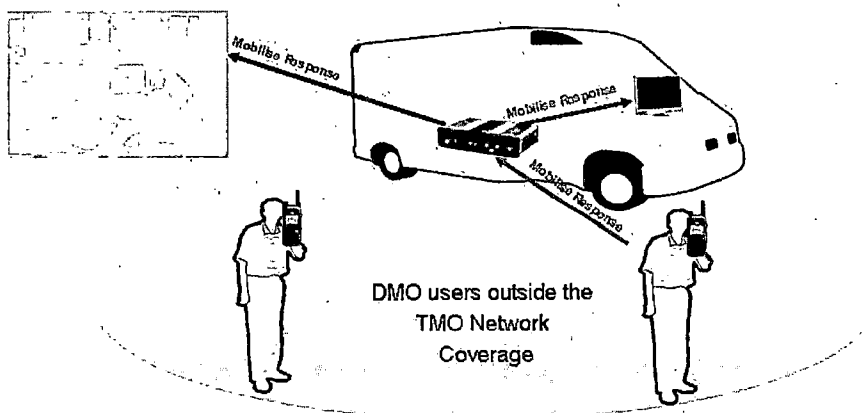 Mobilise Response
Mobilise Response
Mobilise Response
DMO users outside the
TMO Network
Coverage